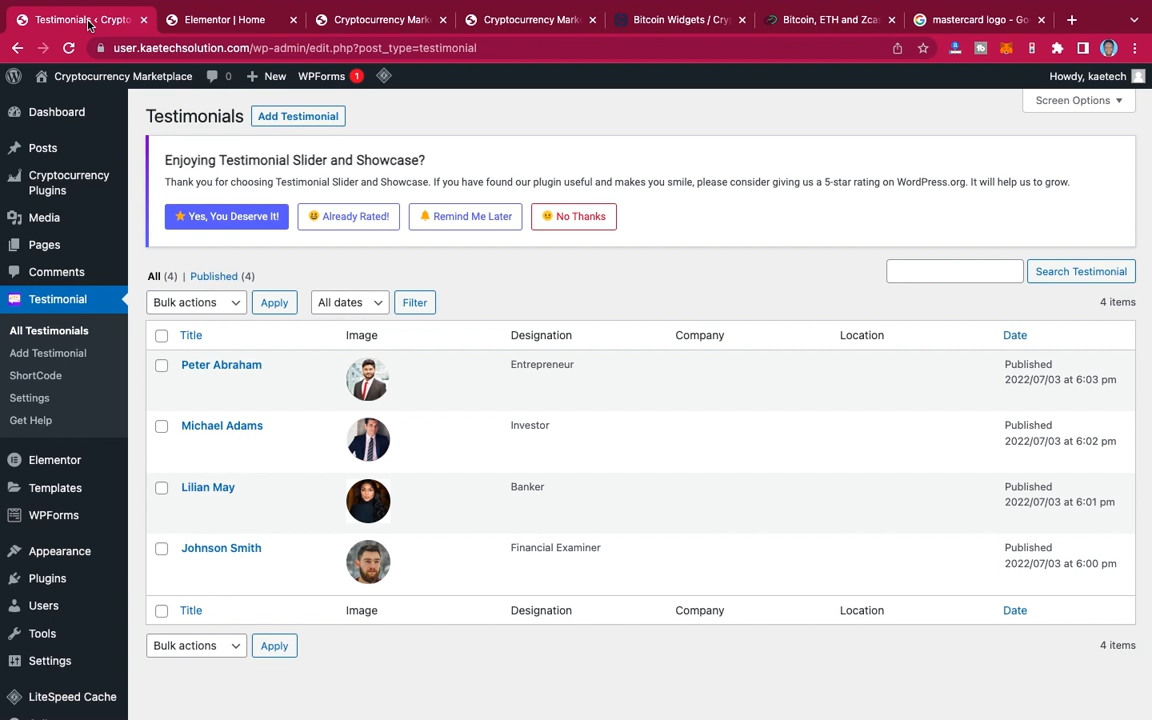 Testimonials ‹ Crypto
Elementor | Home
Cryptocurrency Mark
Cryptocurrency Mark
Bitcoin Widgets / Cry
Bitcoin, ETH and Zca
mastercard logo - Go
user.kaetechsolution.com/wp-admin/edit.php?post_type=testimonial
Cryptocurrency Marketplace 0 New WPForms 1 Howdy, kaetech
Screen Options
Dashboard
Posts
Cryptocurrency
Plugins
Media
Pages
Comments
Testimonial
All Testimonials
Add Testimonial
ShortCode
Settings
Get Help
Elementor
Templates
WPForms
Appearance
Plugins
Users
Tools
Settings
LiteSpeed Cache
Testimonials Add Testimonial
Enjoying Testimonial Slider and Showcase?
Thank you for choosing Testimonial Slider and Showcase. If you have found our plugin useful and makes you smile, please consider giving us a 5-star rating on WordPress.org. It will help us to grow.
Yes, You Deserve It! Already Rated! Remind Me Later No Thanks
All (4) | Published (4)
Search Testimonial
Bulk actions Apply All dates Filter
4 items
Title Image Designation Company Location Date
Peter Abraham Entrepreneur Published
2022/07/03 at 6:03 pm
Michael Adams Investor Published
2022/07/03 at 6:02 pm
Lilian May Banker Published
2022/07/03 at 6:01 pm
Johnson Smith Financial Examiner Published
2022/07/03 at 6:00 pm
Title Image Designation Company Location Date
Bulk actions Apply 4 items